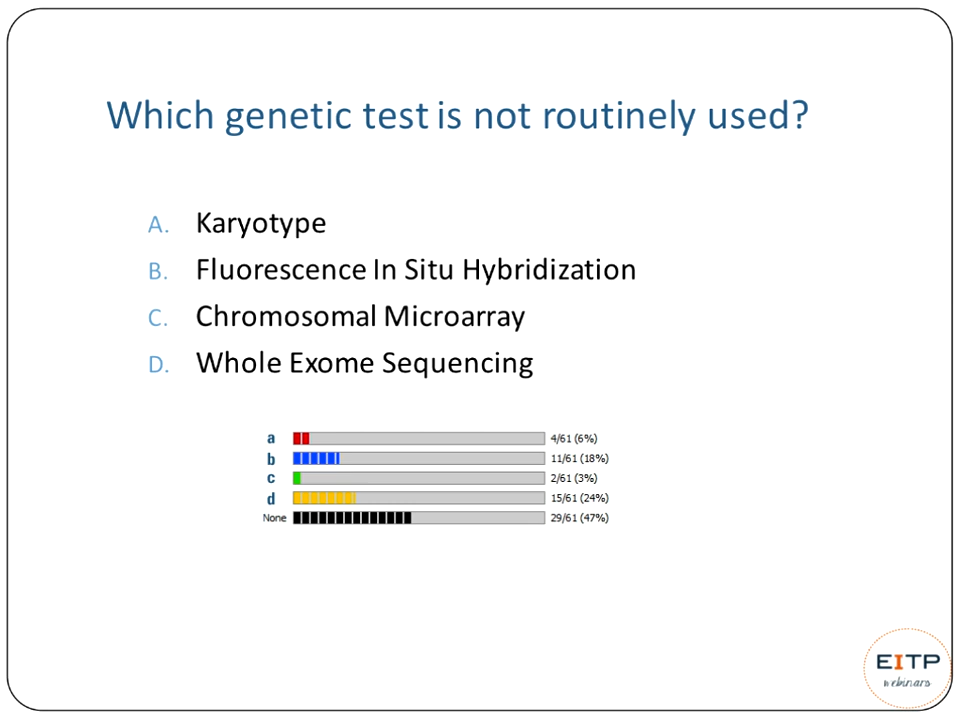 Which genetic test is not routinely used?
A. Karyotype
B. Fluorescence In Situ Hybridization
C. Chromosomal Microarray
D. Whole Exome Sequencing
a 4/61 (6%)
b 11/61 (18%)
c 2/61 (3%)
d 15/61 (24%)
None 29/61 (47%)
EITP
webinars